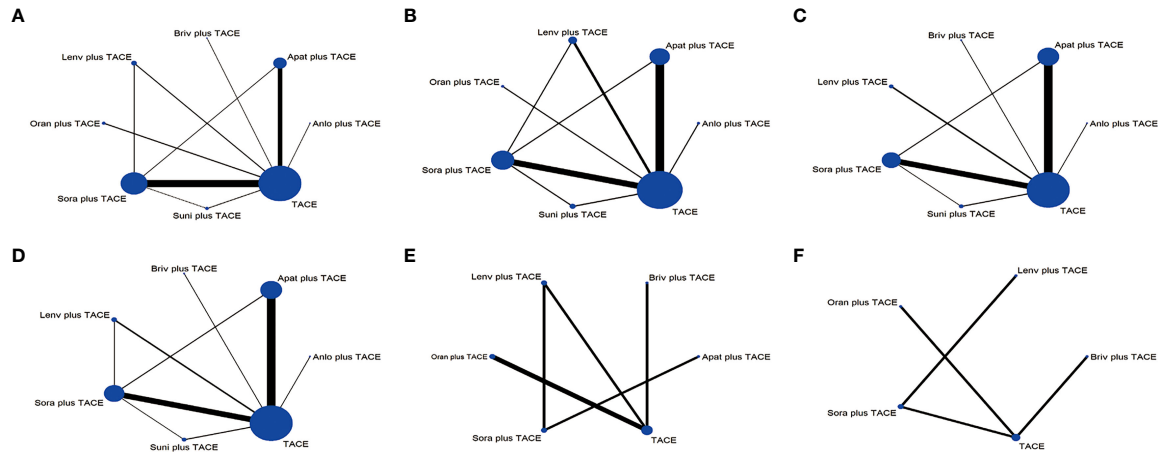 A
Briv plus TACE
Lenv plus TACE
Apat plus TACE
Oran plus TACE
Anlo plus TACE
Sora plus TACE
TACE
Suni plus TACE
B
Lenv plus TACE
Apat plus TACE
Oran plus TACE
Anlo plus TACE
Sora plus TACE
Suni plus TACE
TACE
C
Briv plus TACE
Apat plus TACE
Lenv plus TACE
Anlo plus TACE
Sora plus TACE
Suni plus TACE
TACE
D
Briv plus TACE
Apat plus TACE
Lenv plus TACE
Anlo plus TACE
Sora plus TACE
Suni plus TACE
TACE
E
Lenv plus TACE
Briv plus TACE
Oran plus TACE
Apat plus TACE
Sora plus TACE
TACE
F
Lenv plus TACE
Oran plus TACE
Briv plus TACE
Sora plus TACE
TACE